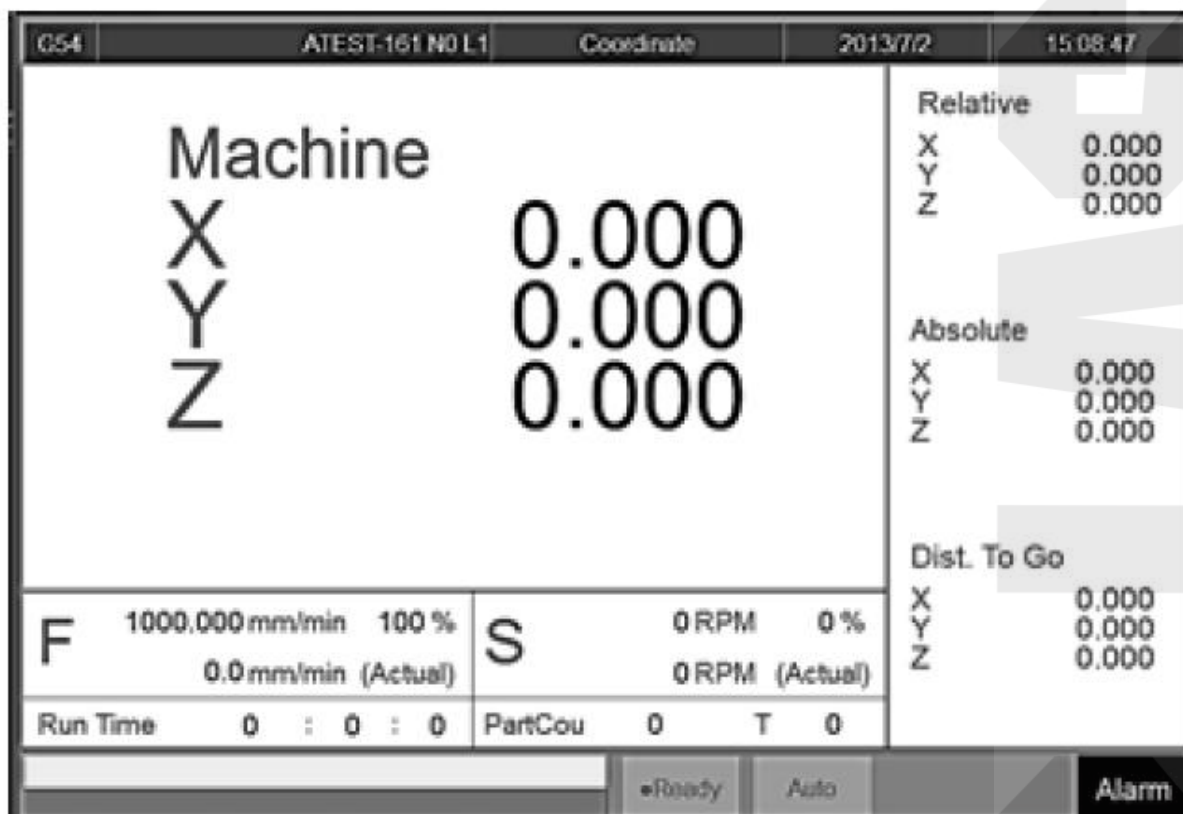 G54 ATEST-161 N0 L1 Coordinate 2013/7/2 15:08:47
Machine
X 0.000
Y 0.000
Z 0.000
Relative
X 0.000
Y 0.000
Z 0.000
Absolute
X 0.000
Y 0.000
Z 0.000
Dist. To Go
X 0.000
Y 0.000
Z 0.000
F 1000.000 mm/min 100 %
0.0 mm/min (Actual)
S 0 RPM 0 %
0 RPM (Actual)
Run Time 0 : 0 : 0
PartCou 0 T 0
●Ready Auto Alarm